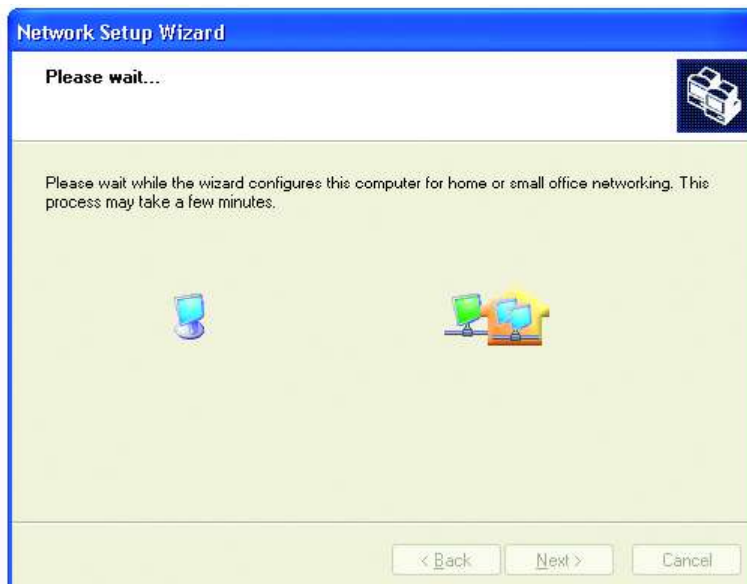 Network Setup Wizard
Please wait...
Please wait while the wizard configures this computer for home or small office networking. This
process may take a few minutes.
< Back
Next >
Cancel